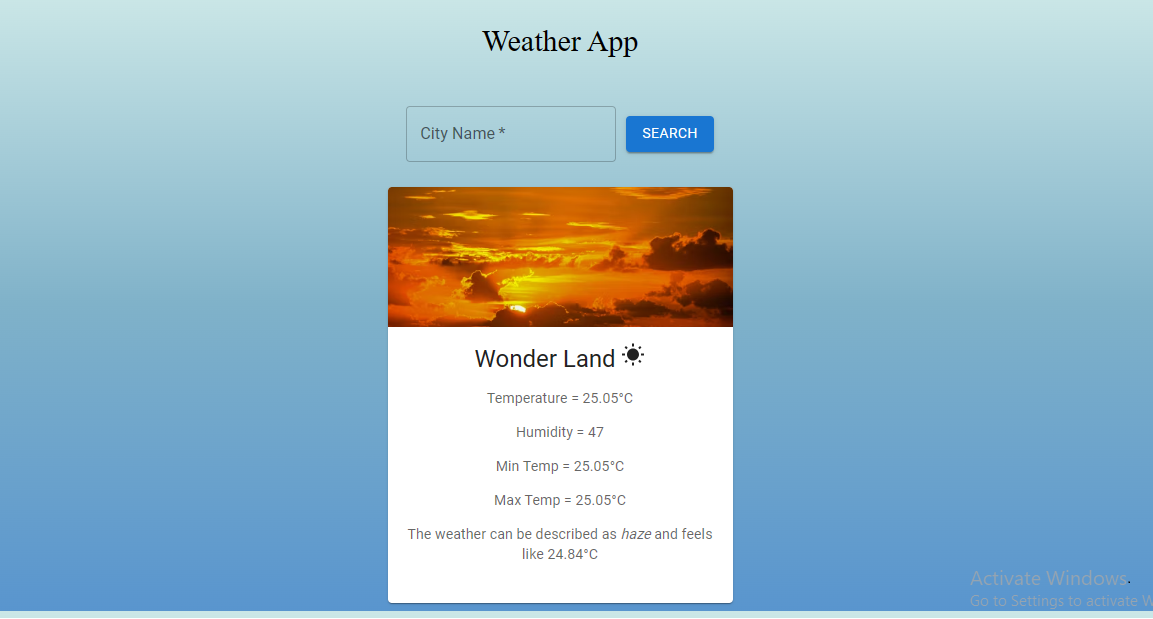 Weather App
City Name *
SEARCH
Wonder Land
Temperature = 25.05°C
Humidity = 47
Min Temp = 25.05°C
Max Temp = 25.05°C
The weather can be described as haze and feels
like 24.84°C
Activate Windows.
Go to Settings to activate W